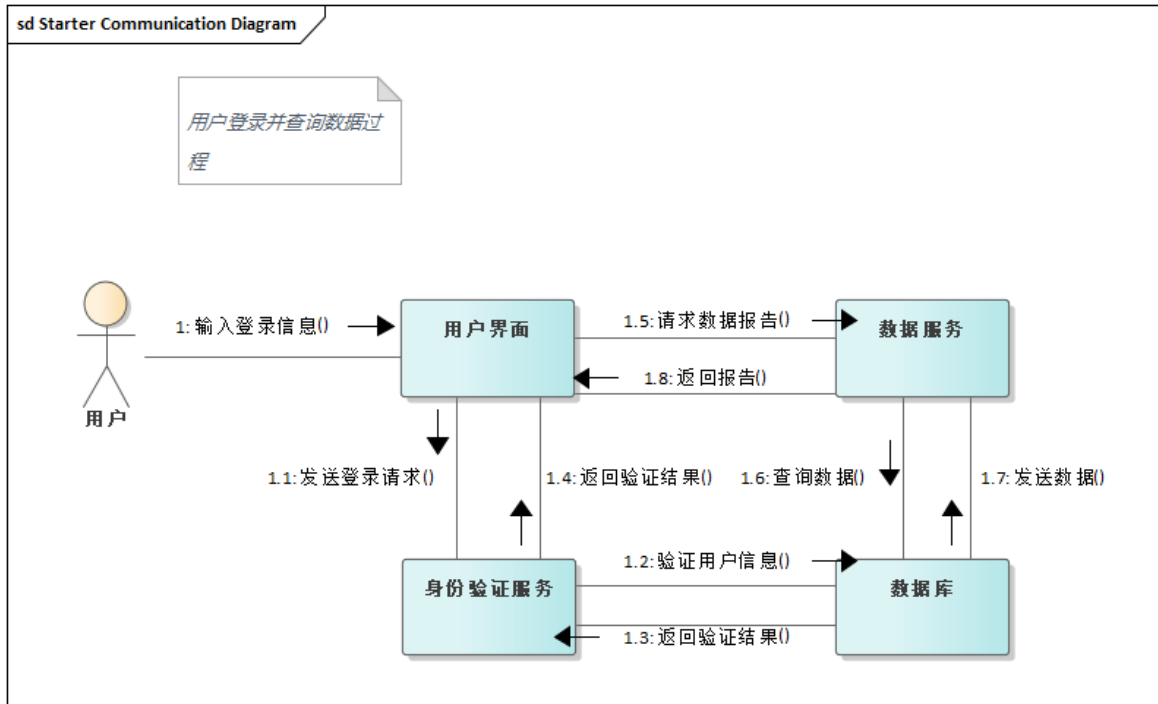 sd Starter Communication Diagram
用户登录并查询数据过
程
1: 输入登录信息()
用户界面
1.5: 请求数据报告()
数据服务
1.8: 返回报告()
用户
1.1: 发送登录请求()
1.4: 返回验证结果()
1.6: 查询数据()
1.7: 发送数据()
1.2: 验证用户信息()
身份验证服务
数据库
1.3: 返回验证结果()